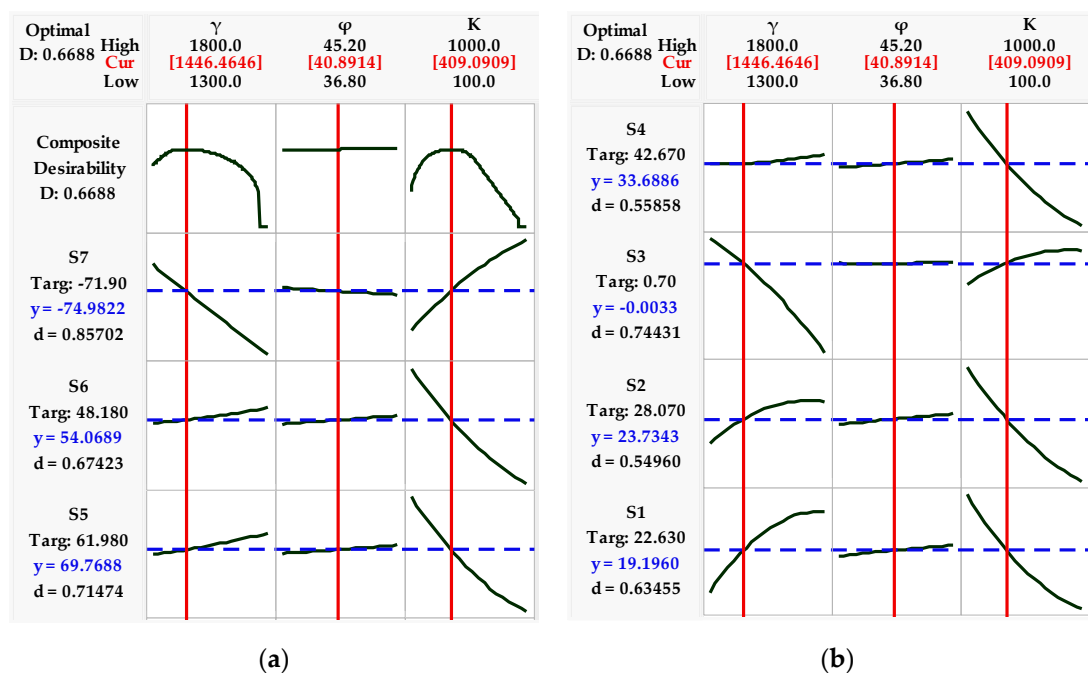 Optimal
D: 0.6688
High
Cur
Low
γ
1800.0
[1446.4646]
1300.0
φ
45.20
[40.8914]
36.80
K
1000.0
[409.0909]
100.0
Composite
Desirability
D: 0.6688
S7
Targ: -71.90
y = -74.9822
d = 0.85702
S6
Targ: 48.180
y = 54.0689
d = 0.67423
S5
Targ: 61.980
y = 69.7688
d = 0.71474
(a)
Optimal
D: 0.6688
High
Cur
Low
γ
1800.0
[1446.4646]
1300.0
φ
45.20
[40.8914]
36.80
K
1000.0
[409.0909]
100.0
S4
Targ: 42.670
y = 33.6886
d = 0.55858
S3
Targ: 0.70
y = -0.0033
d = 0.74431
S2
Targ: 28.070
y = 23.7343
d = 0.54960
S1
Targ: 22.630
y = 19.1960
d = 0.63455
(b)